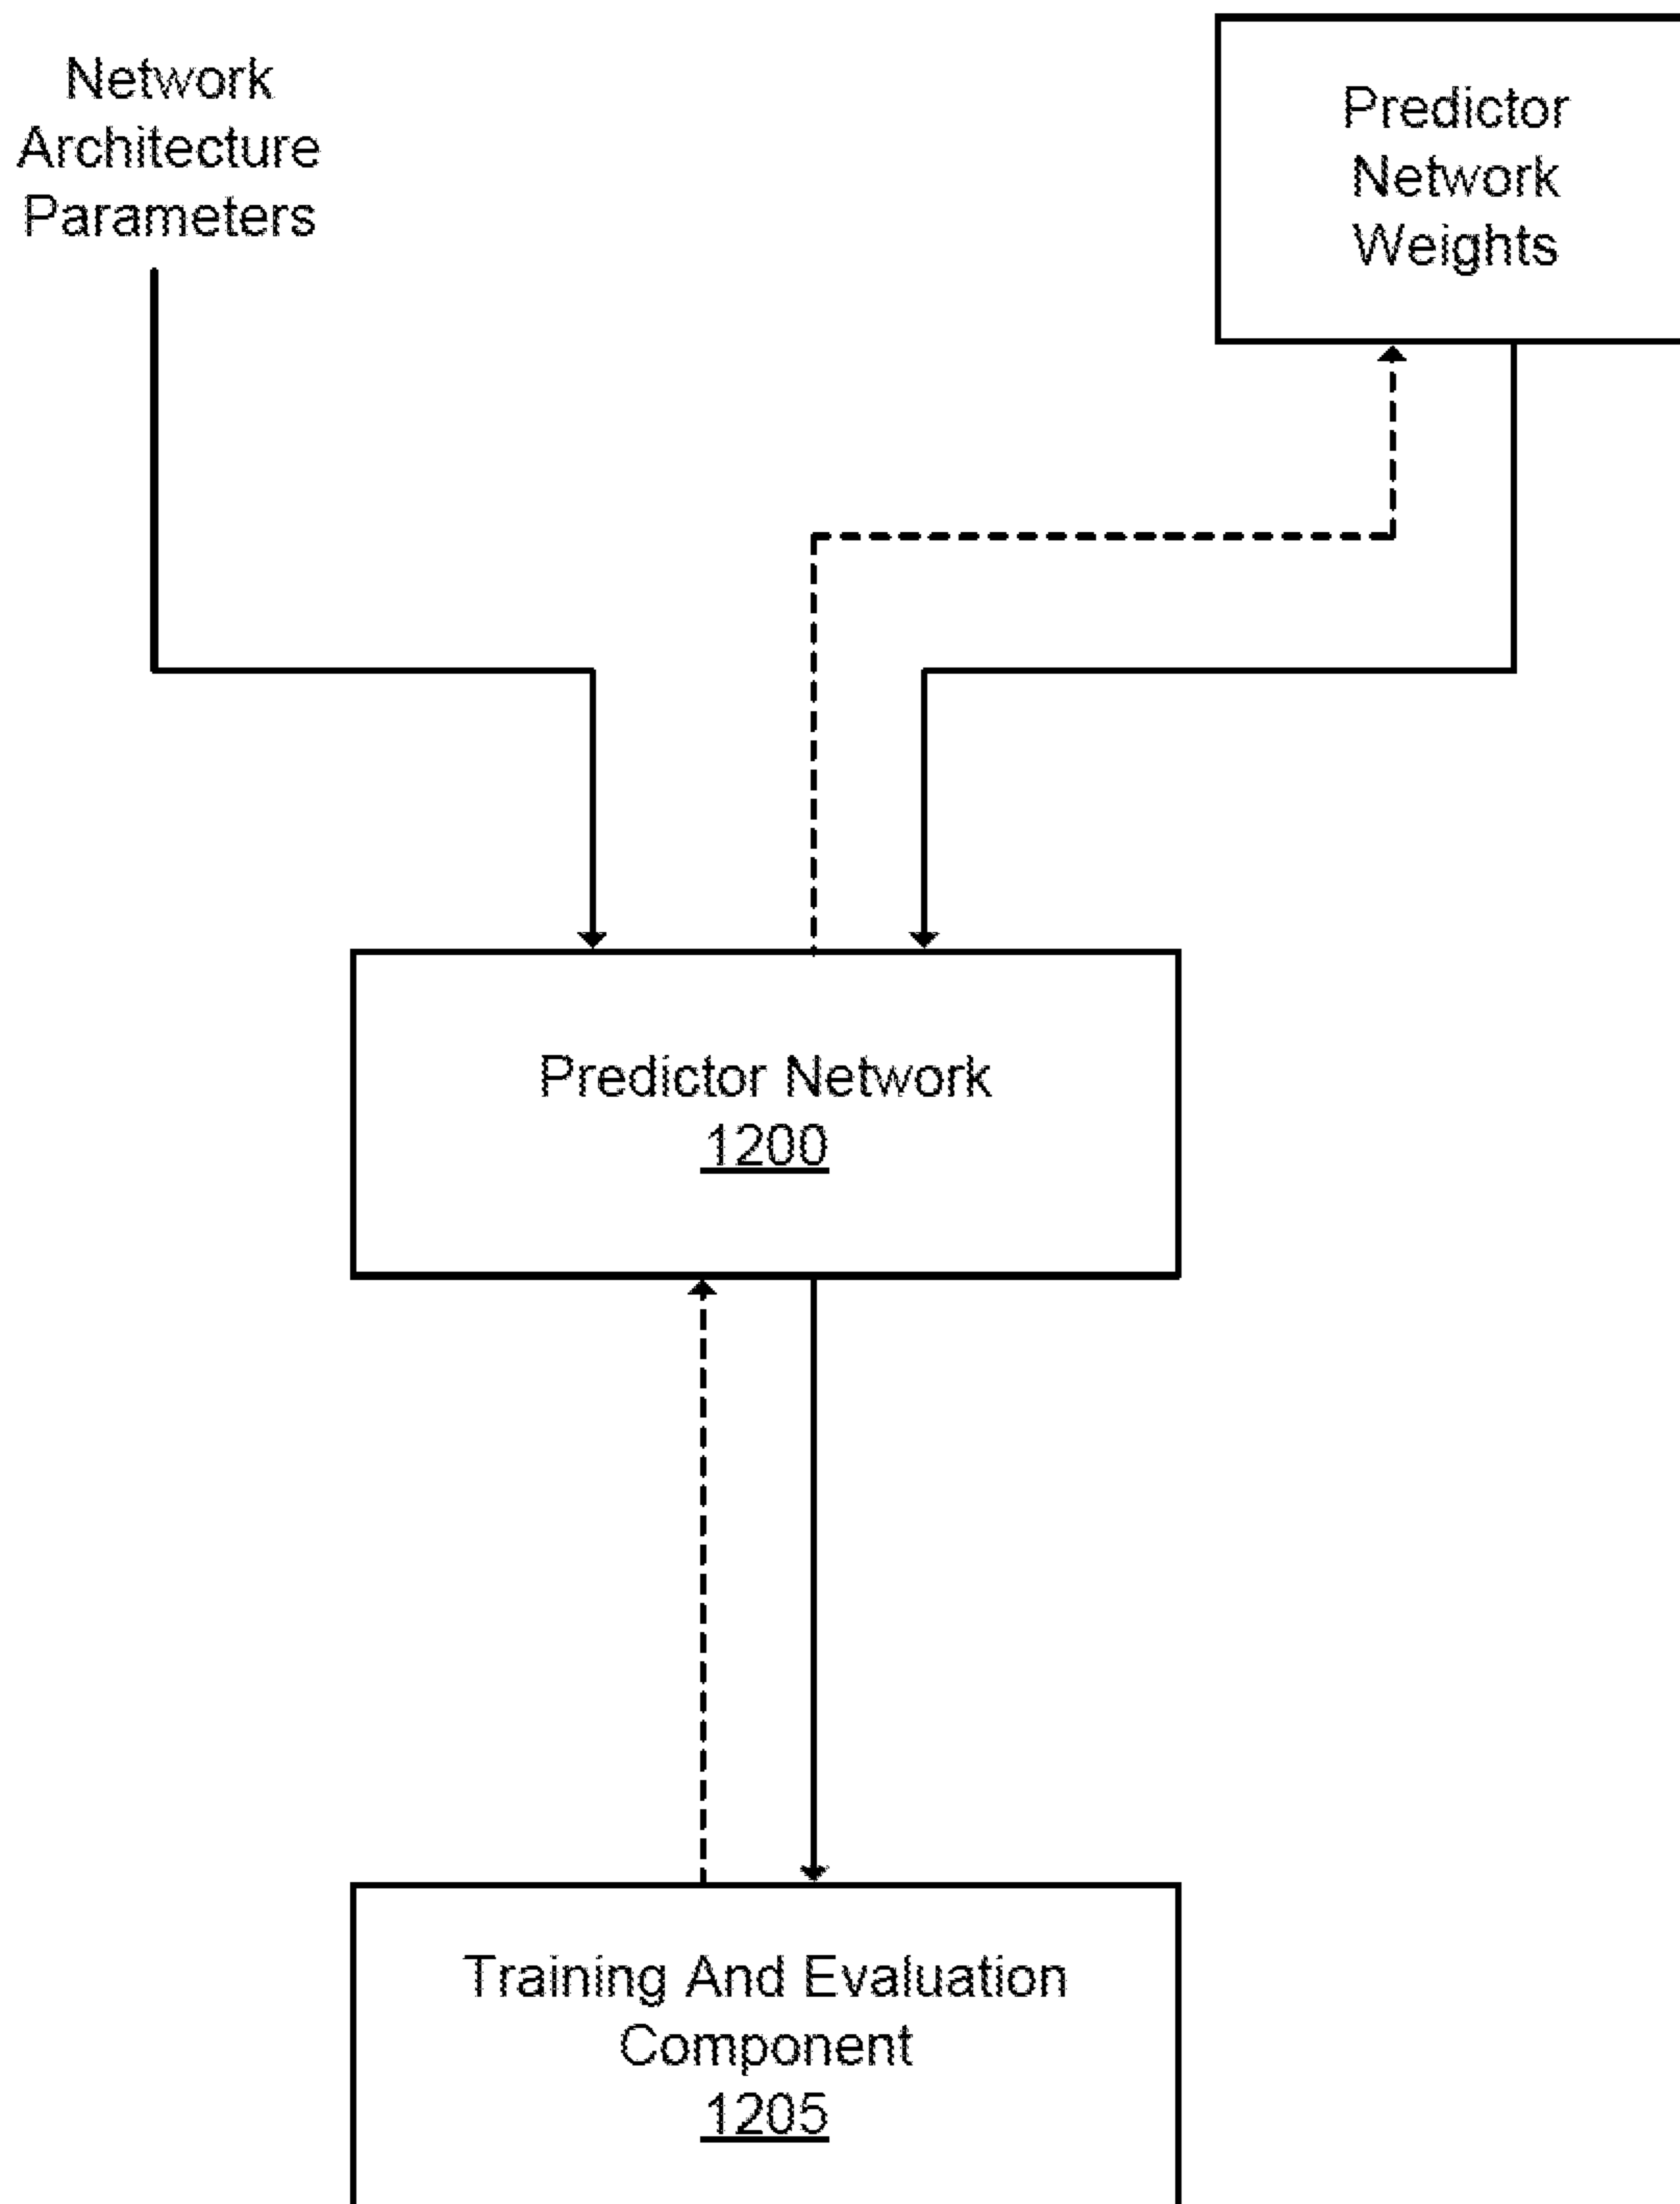 Network
Architecture
Parameters
Predictor
Network
Weights
Predictor Network
1200
Training And Evaluation
Component
1205